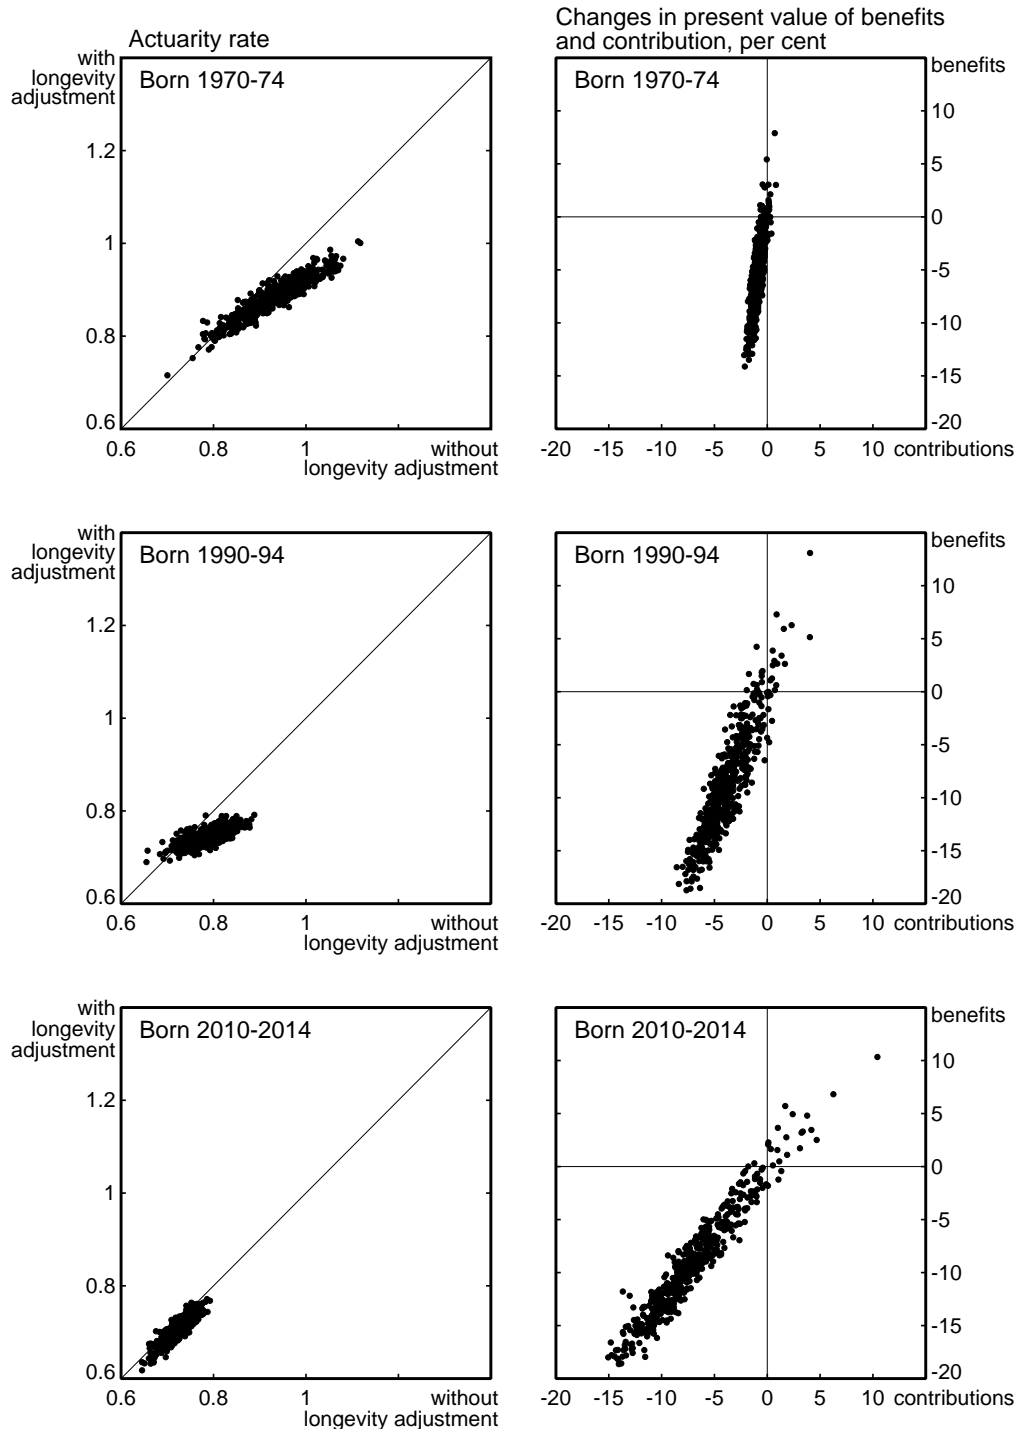 Actuarity rate
with
longevity
adjustment
Born 1970-74
1.2
1
0.8
0.6
0.6 0.8 1 without
longevity adjustment
Changes in present value of benefits
and contribution, per cent
Born 1970-74
benefits
10
5
0
-5
-10
-15
-20
-20 -15 -10 -5 0 5 10 contributions
with
longevity
adjustment
Born 1990-94
1.2
1
0.8
0.6
0.6 0.8 1 without
longevity adjustment
Born 1990-94
benefits
10
5
0
-5
-10
-15
-20
-20 -15 -10 -5 0 5 10 contributions
with
longevity
adjustment
Born 2010-2014
1.2
1
0.8
0.6
0.6 0.8 1 without
longevity adjustment
Born 2010-2014
benefits
10
5
0
-5
-10
-15
-20
-20 -15 -10 -5 0 5 10 contributions